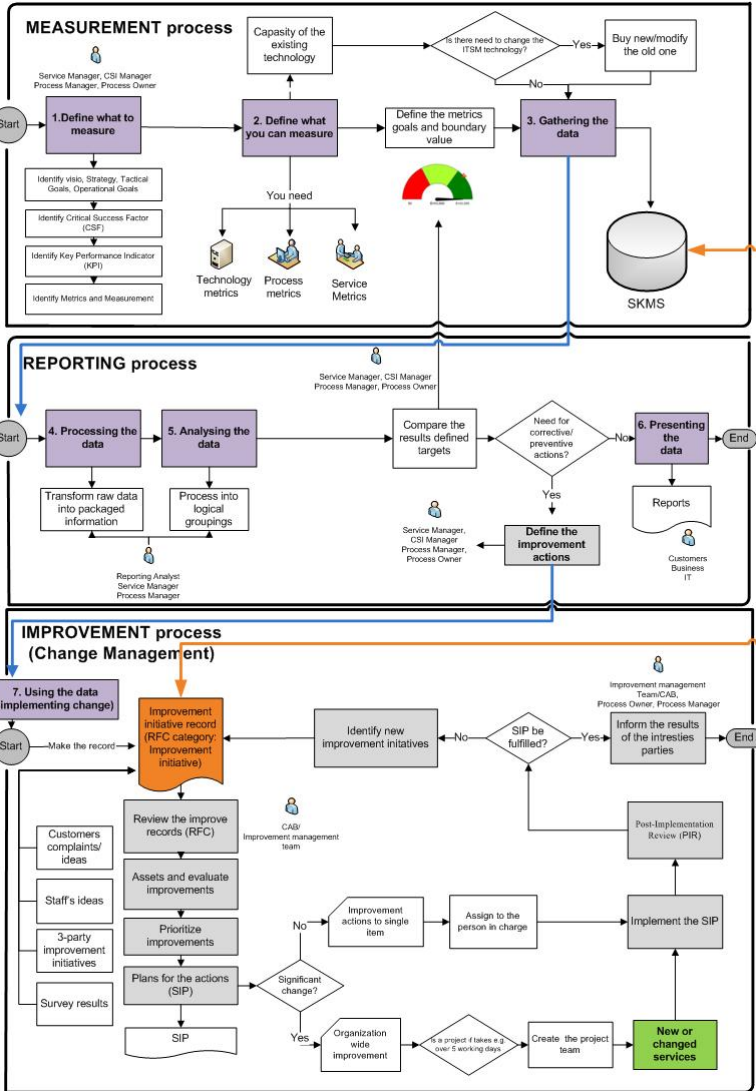 MEASUREMENT process
Service Manager, CSI Manager
Process Manager, Process Owner
Capasity of the
existing
technology
Is there need to change the
ITSM technology?
Yes
Buy new/modify
the old one
No
Start
1.Define what to
measure
2. Define what
you can measure
Define the metrics
goals and boundary
value
3. Gathering the
data
Identify visio, Strategy, Tactical
Goals, Operational Goals
Identify Critical Success Factor
(CSF)
Identify Key Performance Indicator
(KPI)
Identify Metrics and Measurement
You need
Technology
metrics
Process
metrics
Service
Metrics
SKMS
REPORTING process
Service Manager, CSI Manager
Process Manager, Process Owner
Start
4. Processing the
data
5. Analysing the
data
Compare the
results defined
targets
Need for
corrective/
preventive
actions?
No
6. Presenting
the
data
End
Yes
Transform raw data
into packaged
information
Process into
logical
groupings
Reports
Reporting Analyst
Service Manager
Process Manager
Service Manager,
CSI Manager
Process Manager,
Process Owner
Define the
improvement
actions
Customers
Business
IT
IMPROVEMENT process
(Change Management)
7. Using the data
implementing change)
Start
Make the record
Improvement
initiative record
(RFC category:
Improvement
initiative)
Identify new
improvement initatives
No
SIP be
fulfilled?
Yes
Improvement management
Team/CAB,
Process Owner, Process Manager
Inform the results
of the intresties
parties
End
Review the improve
records (RFC)
CAB/
Improvement management
team
Post-Implementation
Review (PIR)
Customers
complaints/
ideas
Assets and evaluate
improvements
Staff's ideas
Prioritize
improvements
No
Improvement
actions to single
item
Assign to the
person in charge
Implement the SIP
3-party
improvement
initiatives
Plans for the actions
(SIP)
Significant
change?
Survey results
SIP
Yes
Organization
wide
improvement
Is a project if takes e.g.
over 5 working days
Create the project
team
New or
changed
services